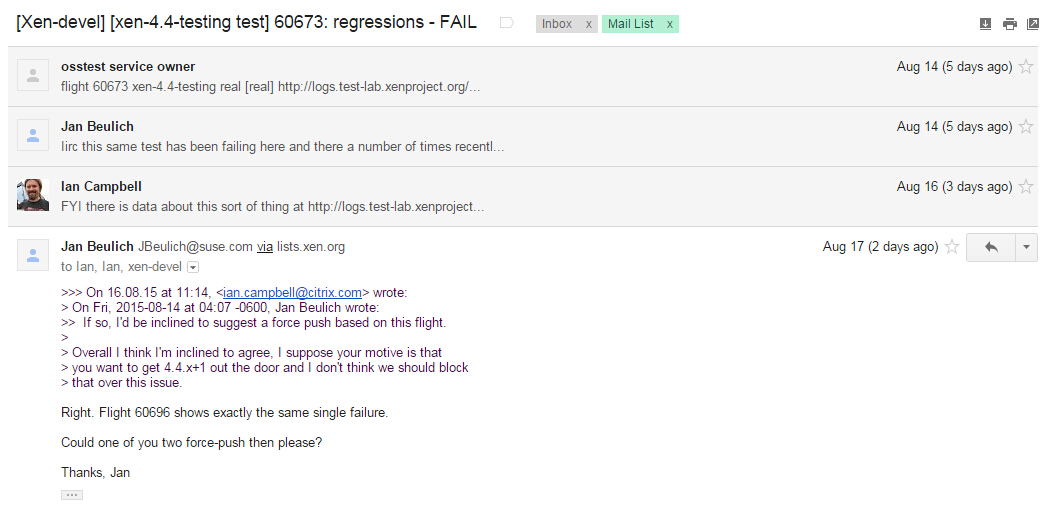 [Xen-devel] [xen-4.4-testing test] 60673: regressions - FAIL Inbox x Mail List x
osstest service owner Aug 14 (5 days ago)
flight 60673 xen-4.4-testing real [real] http://logs.test-lab.xenproject.org/...
Jan Beulich Aug 14 (5 days ago)
Iirc this same test has been failing here and there a number of times recentl...
Ian Campbell Aug 16 (3 days ago)
FYI there is data about this sort of thing at http://logs.test-lab.xenproject...
Jan Beulich JBeulich@suse.com via lists.xen.org Aug 17 (2 days ago)
to Ian, Ian, xen-devel
>>> On 16.08.15 at 11:14, <ian.campbell@citrix.com> wrote:
> On Fri, 2015-08-14 at 04:07 -0600, Jan Beulich wrote:
>> If so, I'd be inclined to suggest a force push based on this flight.
>
> Overall I think I'm inclined to agree, I suppose your motive is that
> you want to get 4.4.x+1 out the door and I don't think we should block
> that over this issue.
Right. Flight 60696 shows exactly the same single failure.
Could one of you two force-push then please?
Thanks, Jan
...